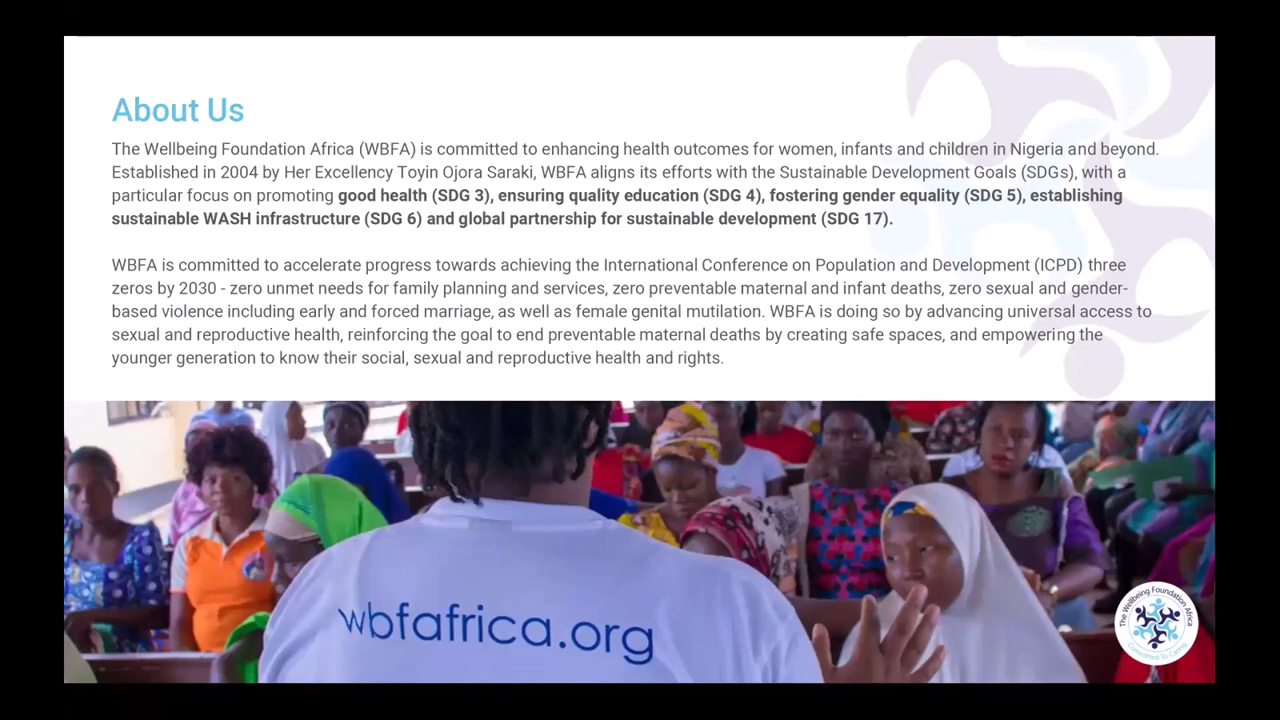 About Us
The Wellbeing Foundation Africa (WBFA) is committed to enhancing health outcomes for women, infants and children in Nigeria and beyond.
Established in 2004 by Her Excellency Toyin Ojora Saraki, WBFA aligns its efforts with the Sustainable Development Goals (SDGs), with a
particular focus on promoting good health (SDG 3), ensuring quality education (SDG 4), fostering gender equality (SDG 5), establishing
sustainable WASH infrastructure (SDG 6) and global partnership for sustainable development (SDG 17).
WBFA is committed to accelerate progress towards achieving the International Conference on Population and Development (ICPD) three
zeros by 2030 - zero unmet needs for family planning and services, zero preventable maternal and infant deaths, zero sexual and gender-
based violence including early and forced marriage, as well as female genital mutilation. WBFA is doing so by advancing universal access to
sexual and reproductive health, reinforcing the goal to end preventable maternal deaths by creating safe spaces, and empowering the
younger generation to know their social, sexual and reproductive health and rights.
wbfafrica.org
The Wellbeing Foundation Africa
Committed To Caring